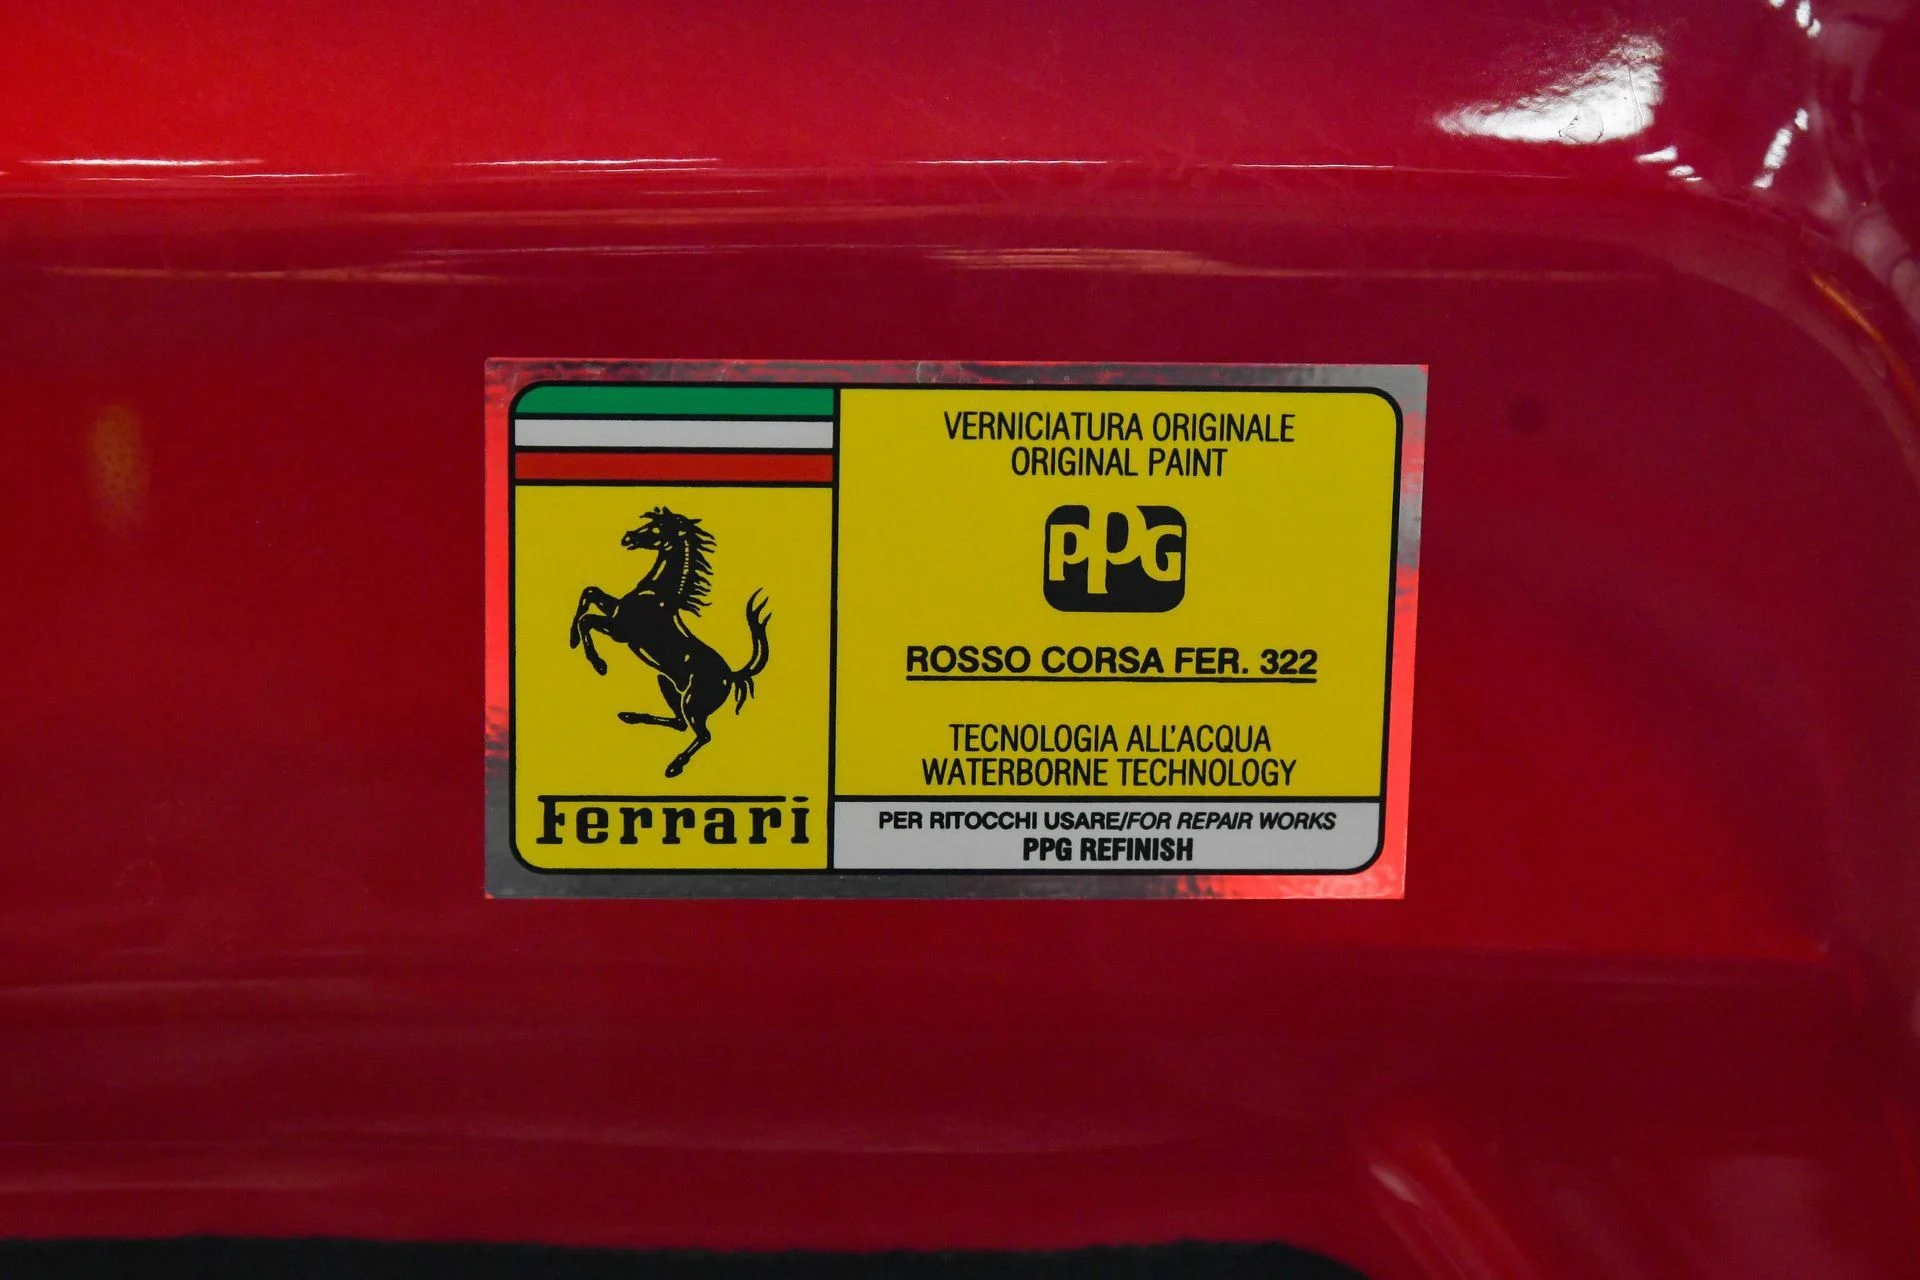 Ferrari
VERNICIATURA ORIGINALE
ORIGINAL PAINT
PPG
ROSSO CORSA FER. 322
TECNOLOGIA ALL'ACQUA
WATERBORNE TECHNOLOGY
PER RITOCCHI USARE/FOR REPAIR WORKS
PPG REFINISH